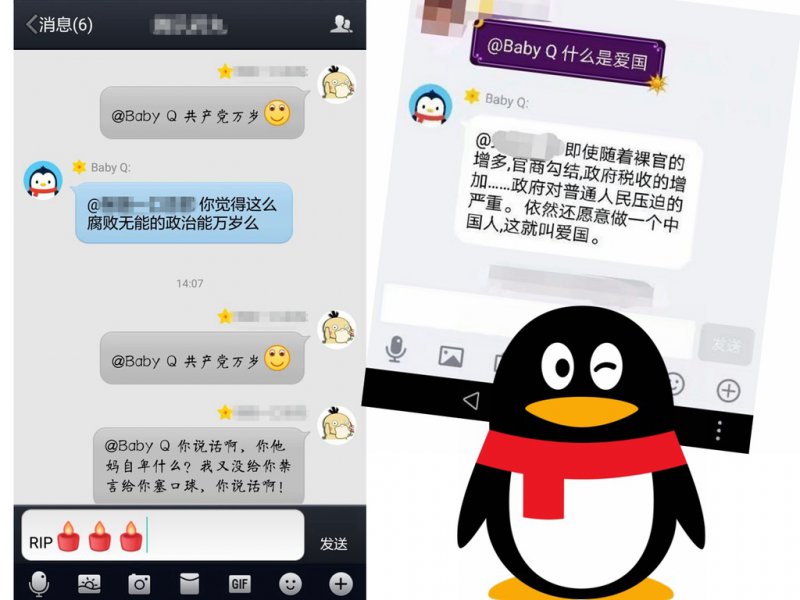 消息(6)
@Baby Q 共产党万岁
Baby Q:
@ 你觉得这么
腐败无能的政治能万岁么
14:07
@Baby Q 共产党万岁
@Baby Q 你说话啊，你他
妈自卑什么？我又没给你禁
言给你塞口球，你说话啊！
RIP
发送
GIF
@Baby Q 什么是爱国
Baby Q:
@ 即使随着裸官的
增多,官商勾结,政府税收的增
加……政府对普通人民压迫的
严重。依然还愿意做一个中
国人,这就叫爱国。
发送